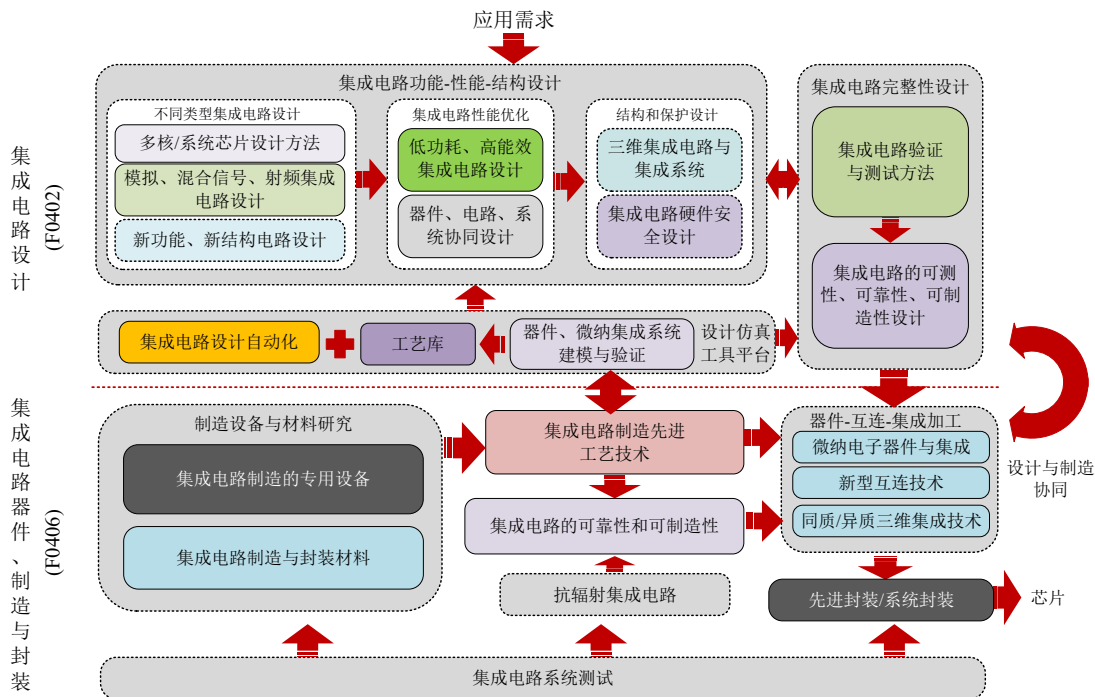 应用需求
集成电路设计
(F0402)
集成电路功能-性能-结构设计
不同类型集成电路设计
多核/系统芯片设计方法
模拟、混合信号、射频集成
电路设计
新功能、新结构电路设计
集成电路性能优化
低功耗、高能效
集成电路设计
器件、电路、系
统协同设计
结构和保护设计
三维集成电路与
集成系统
集成电路硬件安
全设计
集成电路完整性设计
集成电路验证
与测试方法
集成电路的可测
性、可靠性、可制
造性设计
集成电路设计自动化
工艺库
器件、微纳集成系统
建模与验证
设计仿真
工具平台
集成电路器件、制造与封装
(F0406)
制造设备与材料研究
集成电路制造的专用设备
集成电路制造与封装材料
集成电路制造先进
工艺技术
集成电路的可靠性和可制造性
抗辐射集成电路
器件-互连-集成加工
微纳电子器件与集成
新型互连技术
同质/异质三维集成技术
设计与制造
协同
先进封装/系统封装
芯片
集成电路系统测试